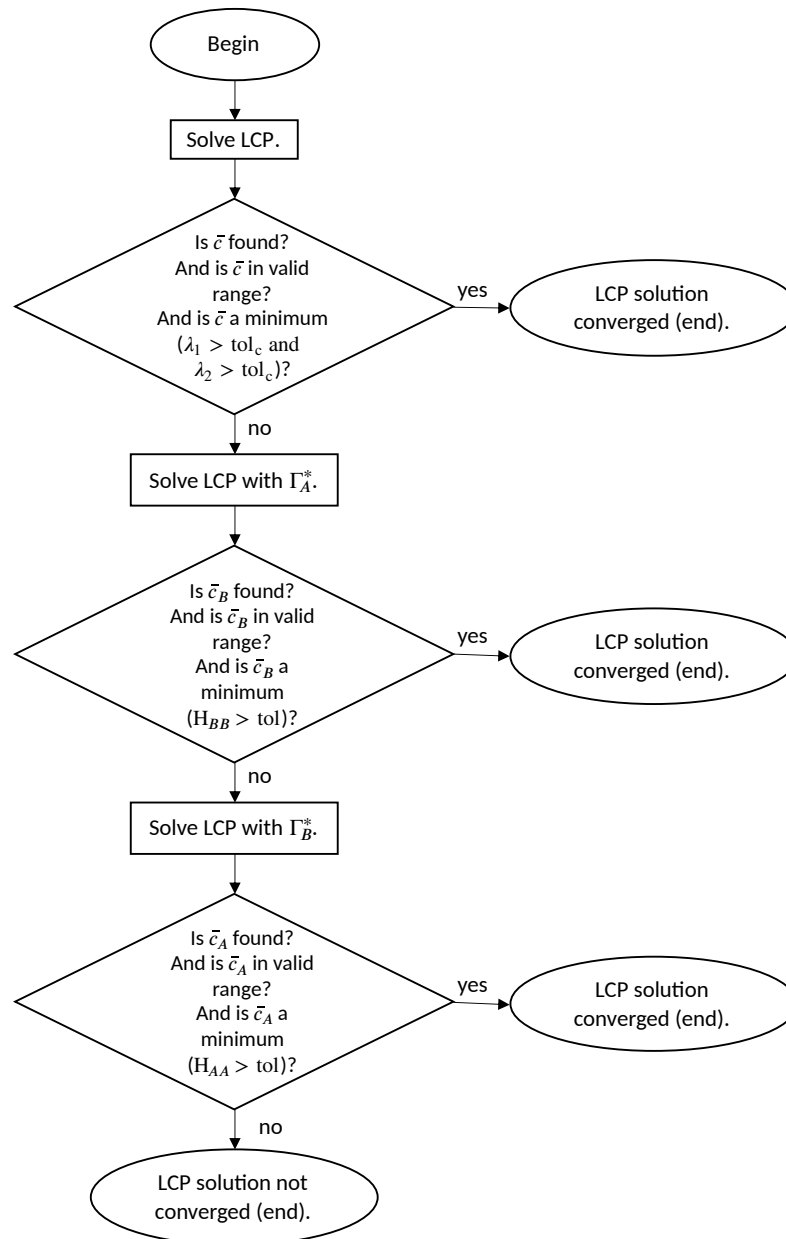 Begin
Solve LCP.
Is c̄ found?
And is c̄ in valid
range?
And is c̄ a minimum
(λ₁ > tol_c and
λ₂ > tol_c)?
yes
LCP solution
converged (end).
no
Solve LCP with Γ*_A.
Is c̄_B found?
And is c̄_B in valid
range?
And is c̄_B a
minimum
(H_BB > tol)?
yes
LCP solution
converged (end).
no
Solve LCP with Γ*_B.
Is c̄_A found?
And is c̄_A in valid
range?
And is c̄_A a
minimum
(H_AA > tol)?
yes
LCP solution
converged (end).
no
LCP solution not
converged (end).